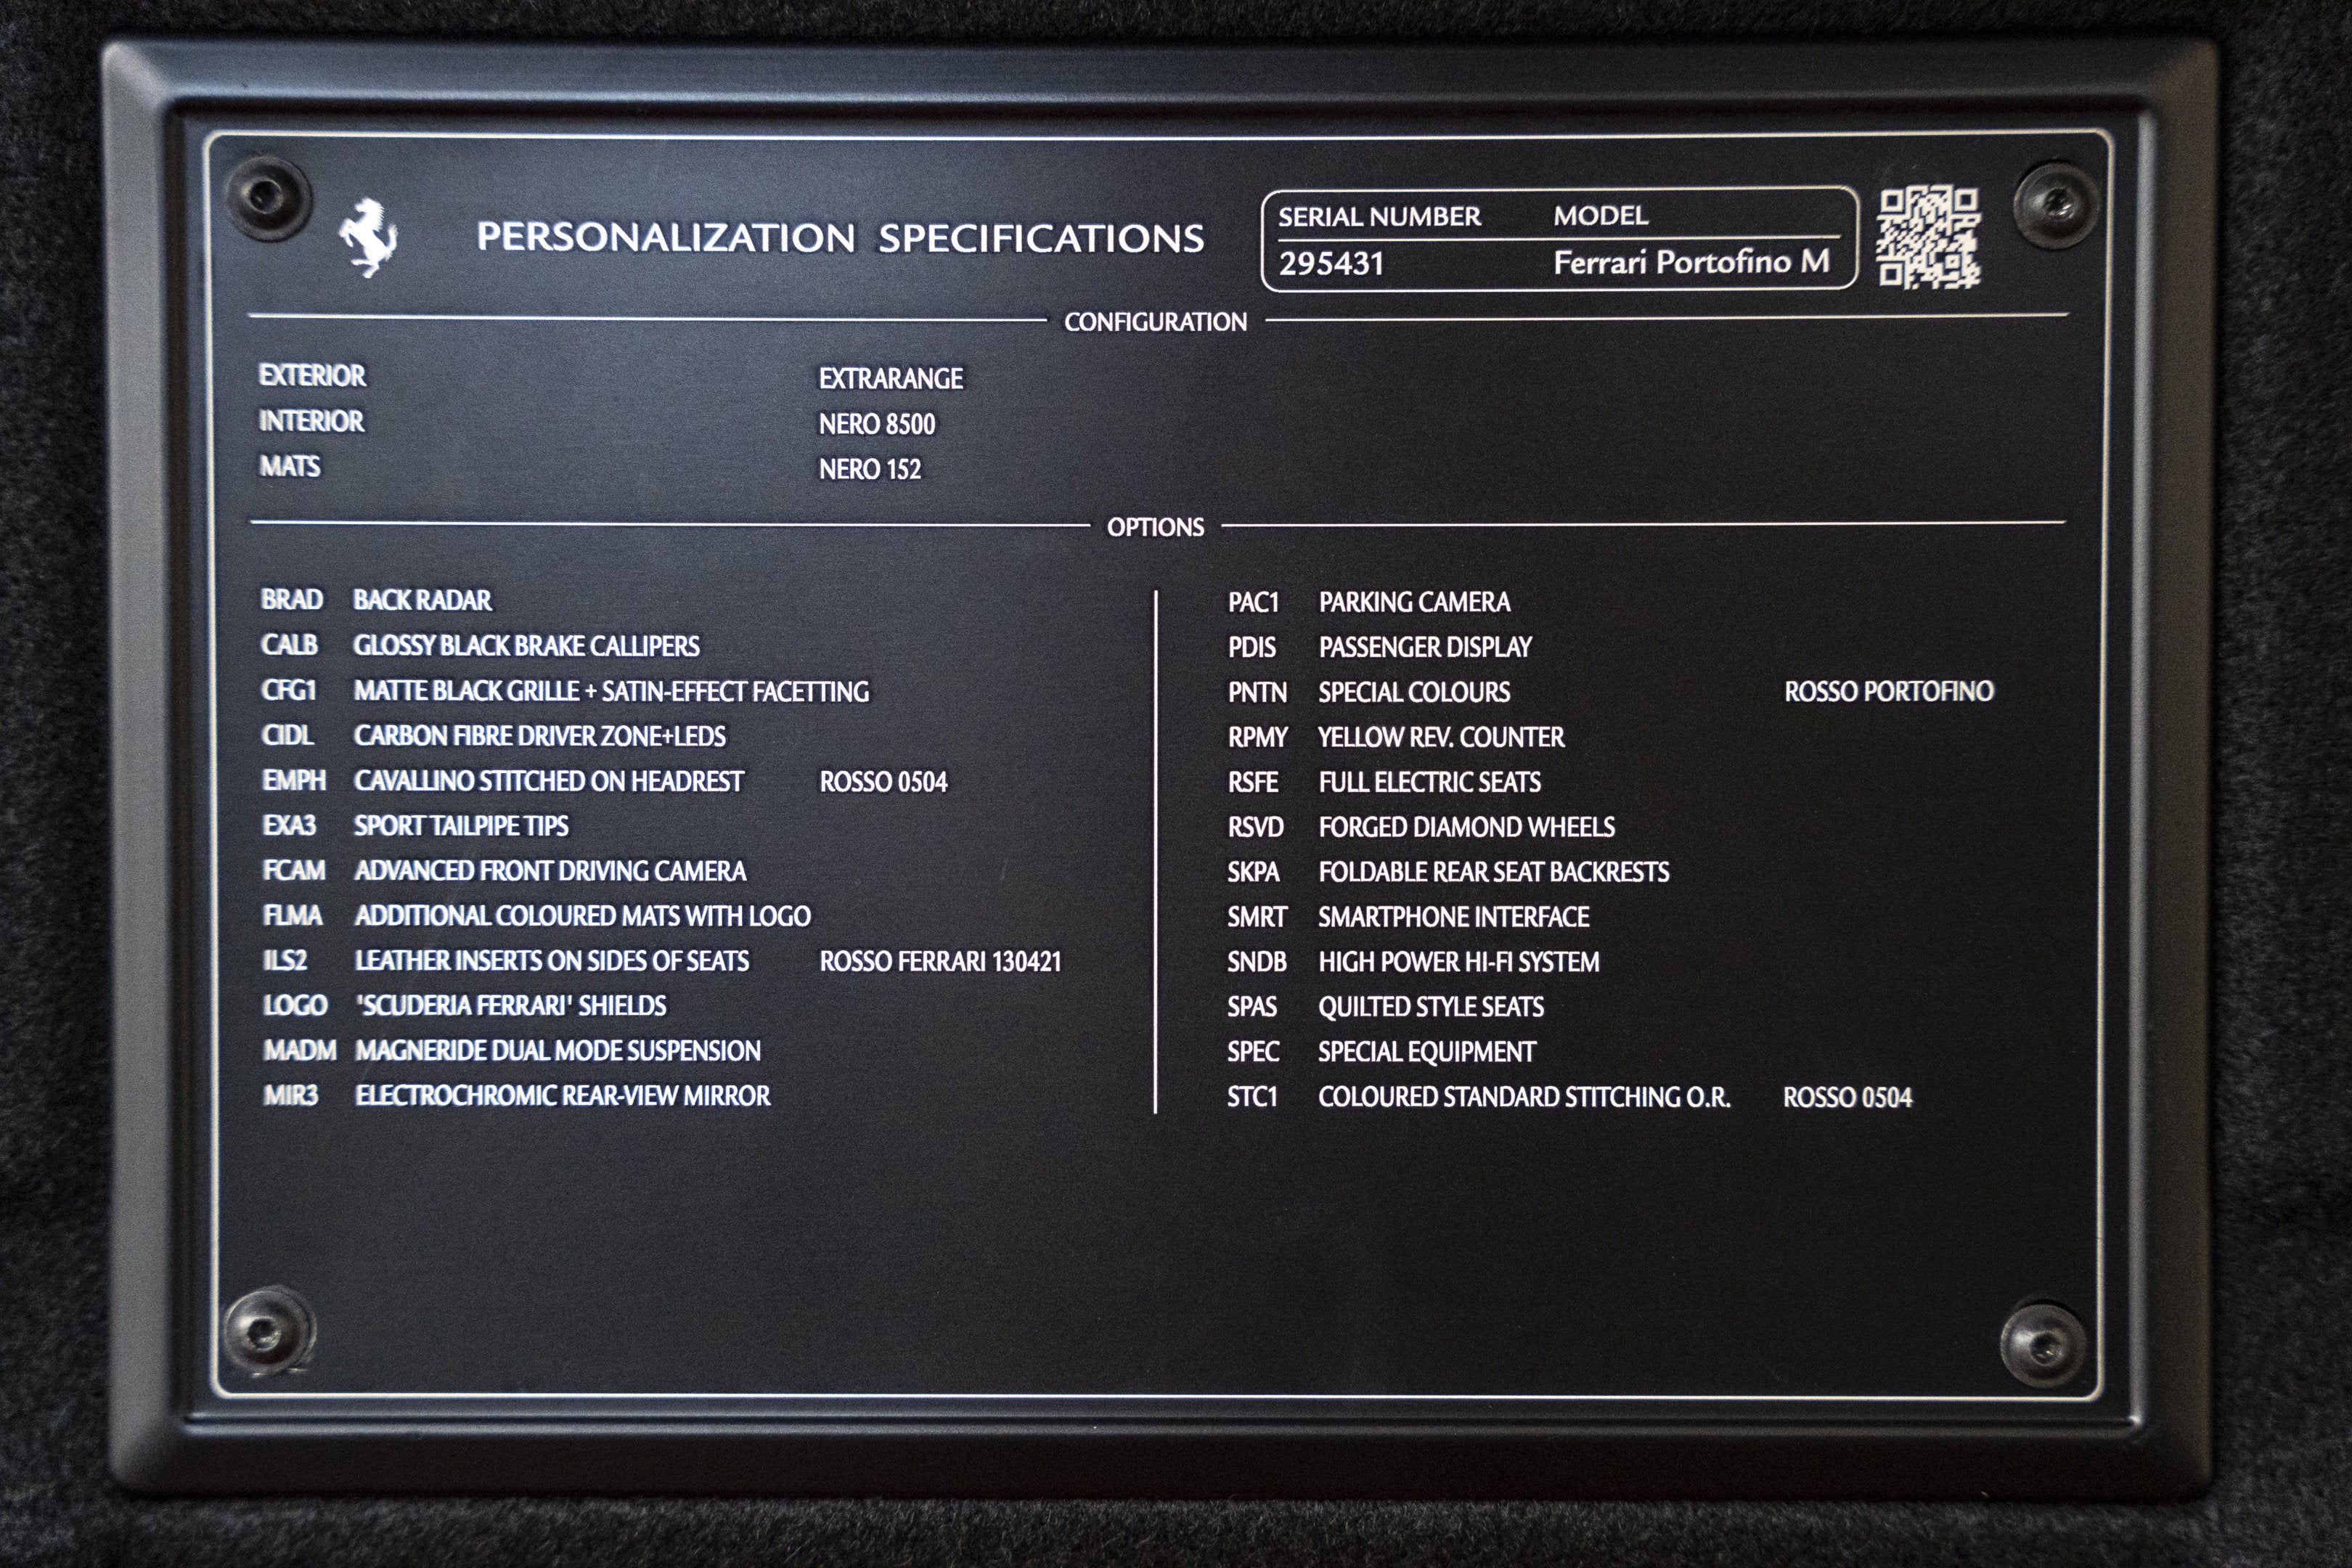 PERSONALIZATION SPECIFICATIONS
SERIAL NUMBER MODEL
295431 Ferrari Portofino M
CONFIGURATION
EXTERIOR EXTRARANGE
INTERIOR NERO 8500
MATS NERO 152
OPTIONS
BRAD BACK RADAR
CALB GLOSSY BLACK BRAKE CALLIPERS
CFG1 MATTE BLACK GRILLE + SATIN-EFFECT FACETTING
CIDL CARBON FIBRE DRIVER ZONE+LEDS
EMPH CAVALLINO STITCHED ON HEADREST ROSSO 0504
EXA3 SPORT TAILPIPE TIPS
FCAM ADVANCED FRONT DRIVING CAMERA
FLMA ADDITIONAL COLOURED MATS WITH LOGO
ILS2 LEATHER INSERTS ON SIDES OF SEATS ROSSO FERRARI 130421
LOGO 'SCUDERIA FERRARI' SHIELDS
MADM MAGNERIDE DUAL MODE SUSPENSION
MIR3 ELECTROCHROMIC REAR-VIEW MIRROR
PAC1 PARKING CAMERA
PDIS PASSENGER DISPLAY
PNTN SPECIAL COLOURS ROSSO PORTOFINO
RPMY YELLOW REV. COUNTER
RSFE FULL ELECTRIC SEATS
RSVD FORGED DIAMOND WHEELS
SKPA FOLDABLE REAR SEAT BACKRESTS
SMRT SMARTPHONE INTERFACE
SNDB HIGH POWER HI-FI SYSTEM
SPAS QUILTED STYLE SEATS
SPEC SPECIAL EQUIPMENT
STC1 COLOURED STANDARD STITCHING O.R. ROSSO 0504